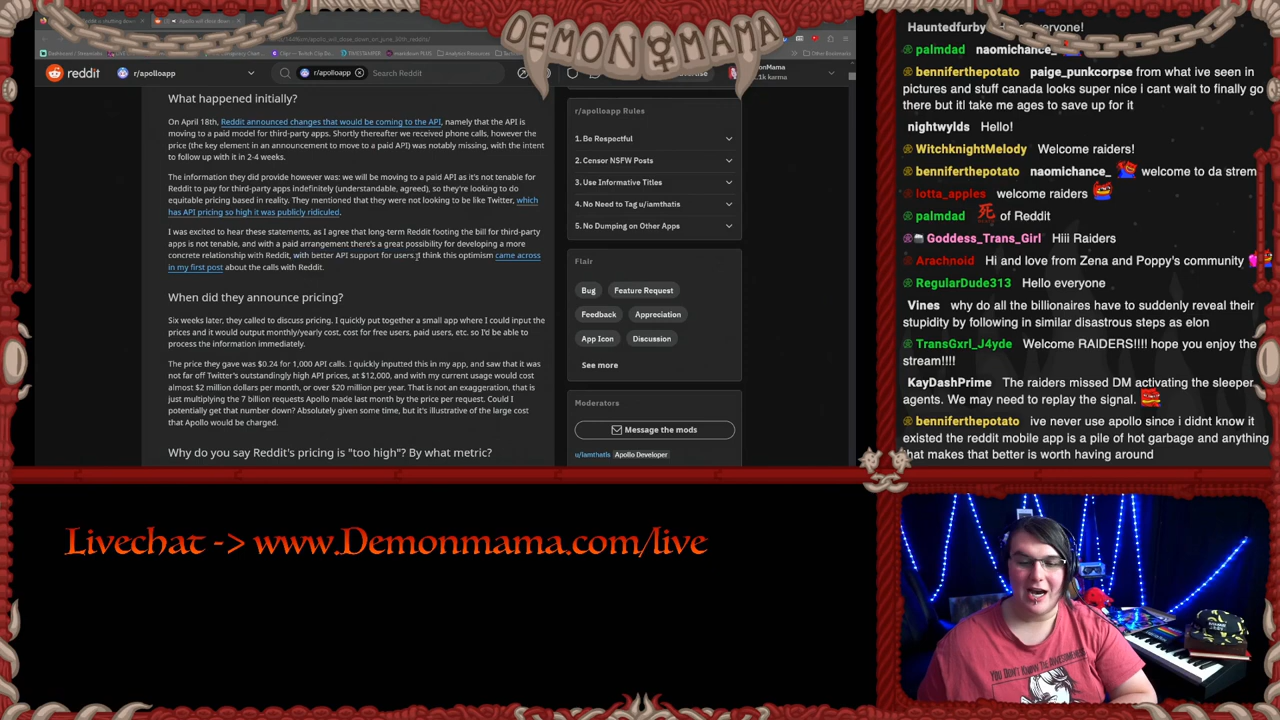 DEMON MAMA
reddit
r/apolloapp
r/apolloapp
Search Reddit
What happened initially?
On April 18th, Reddit announced changes that would be coming to the API, namely that the API is
moving to a paid model for third-party apps. Shortly thereafter we received phone calls, however the
price (the key element in an announcement to move to a paid API) was notably missing, with the intent
to follow up with it in 2-4 weeks.
The information they did provide however was: we will be moving to a paid API as it's not tenable for
Reddit to pay for third-party apps indefinitely (understandable, agreed), so they're looking to do
equitable pricing based in reality. They mentioned that they were not looking to be like Twitter, which
has API pricing so high it was publicly ridiculed.
I was excited to hear these statements, as I agree that long-term Reddit footing the bill for third-party
apps is not tenable, and with a paid arrangement there's a great possibility for developing a more
concrete relationship with Reddit, with better API support for users. I think this optimism came across
in my first post about the calls with Reddit.
When did they announce pricing?
Six weeks later, they called to discuss pricing. I quickly put together a small app where I could input the
prices and it would output monthly/yearly cost, cost for free users, paid users, etc. so I'd be able to
process the information immediately.
The price they gave was $0.24 for 1,000 API calls. I quickly inputted this in my app, and saw that it was
not far off Twitter's outstandingly high API prices, at $12,000, and with my current usage would cost
almost $2 million dollars per month, or over $20 million per year. That is not an exaggeration, that is
just multiplying the 7 billion requests Apollo made last month by the price per request. Could I
potentially get that number down? Absolutely given some time, but it's illustrative of the large cost
that Apollo would be charged.
Why do you say Reddit's pricing is "too high"? By what metric?
r/apolloapp Rules
1. Be Respectful
2. Censor NSFW Posts
3. Use Informative Titles
4. No Need to Tag u/iamthatis
5. No Dumping on Other Apps
Flair
Bug
Feature Request
Feedback
Appreciation
App Icon
Discussion
See more
Moderators
Message the mods
u/iamthatis Apollo Developer
Hauntedfurby everyone!
palmdad naomichance_
benniferthepotato paige_punkcorpse from what ive seen in
pictures and stuff canada looks super nice i cant wait to finally go
there but itl take me ages to save up for it
nightwylds Hello!
WitchknightMelody Welcome raiders!
benniferthepotato naomichance_ welcome to da strem
lotta_apples welcome raiders
palmdad 死 of Reddit
Goddess_Trans_Girl Hiii Raiders
Arachnoid Hi and love from Zena and Poppy's community
RegularDude313 Hello everyone
Vines why do all the billionaires have to suddenly reveal their
stupidity by following in similar disastrous steps as elon
TransGxrl_J4yde Welcome RAIDERS!!!! hope you enjoy the
stream!!!!
KayDashPrime The raiders missed DM activating the sleeper
agents. We may need to replay the signal.
benniferthepotato ive never use apollo since i didnt know it
existed the reddit mobile app is a pile of hot garbage and anything
that makes that better is worth having around
Livechat -> www.Demonmama.com/live